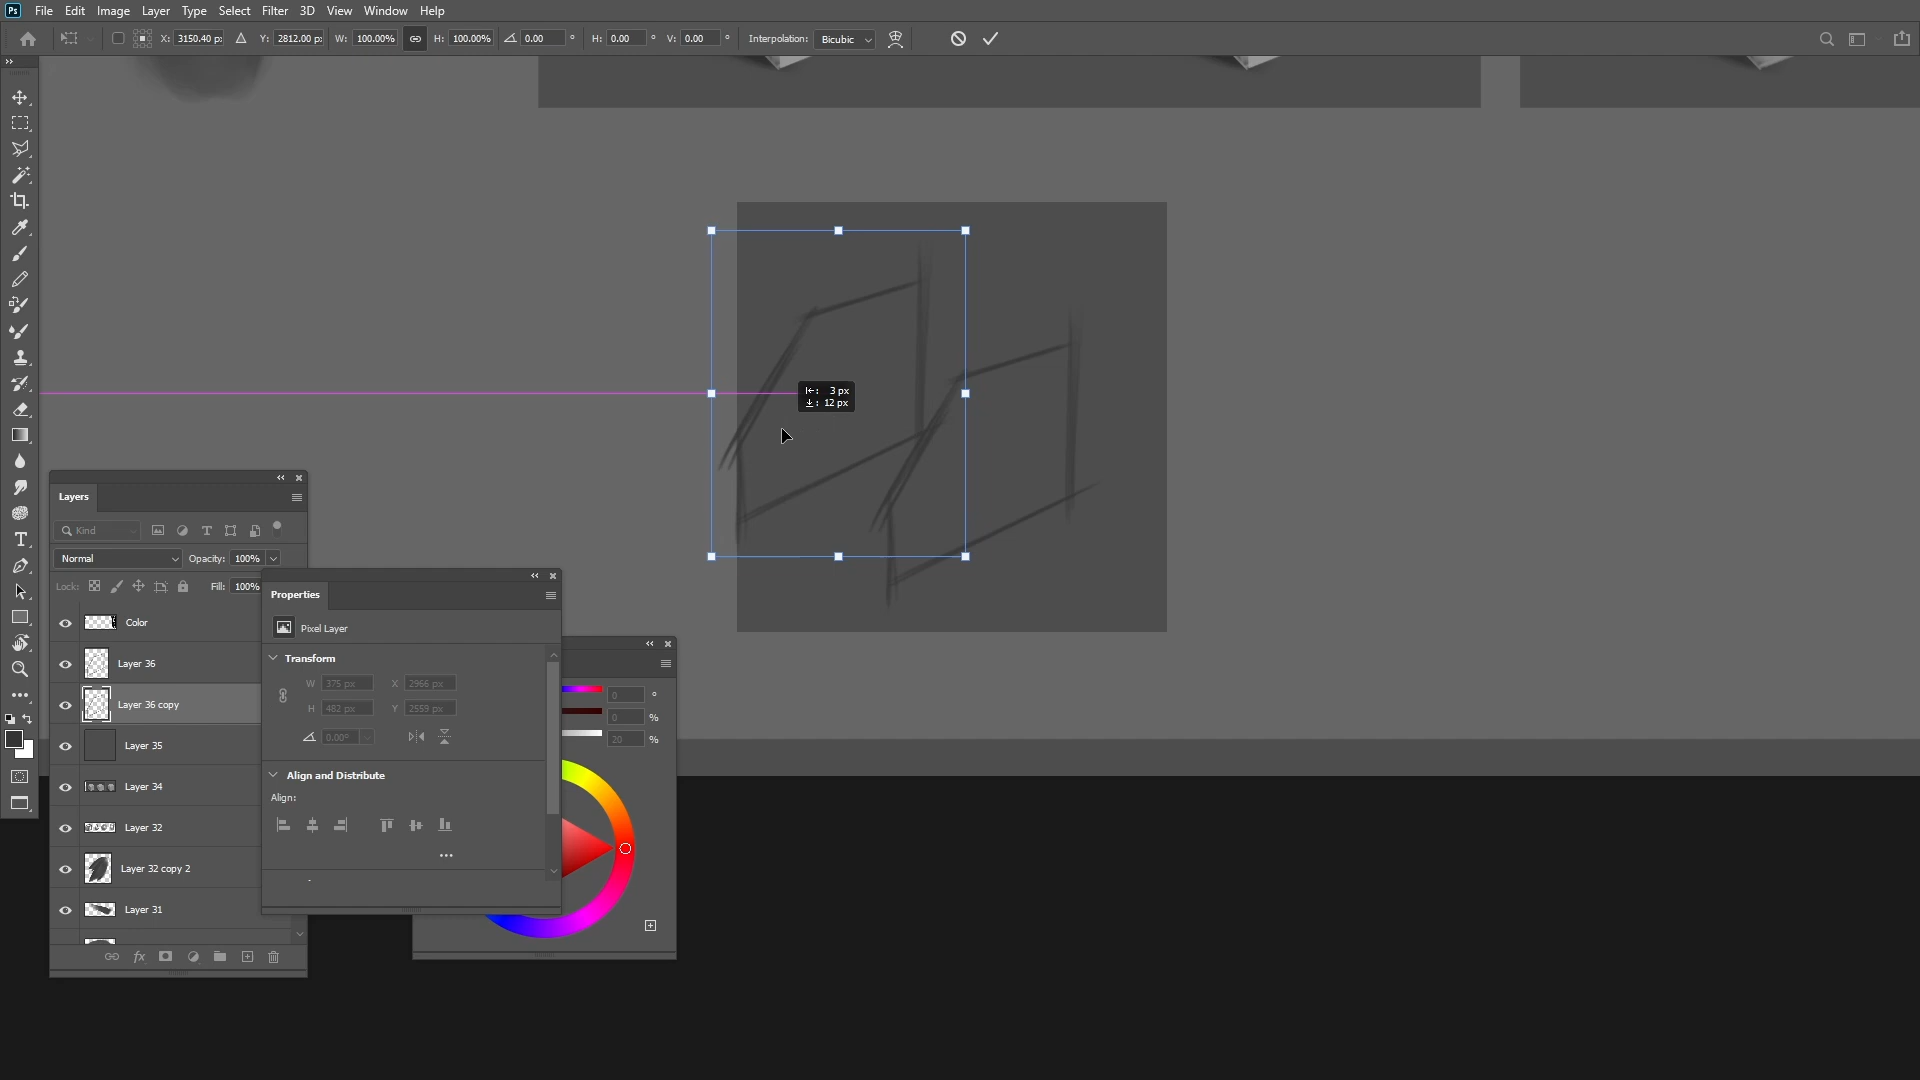 Ps File Edit Image Layer Type Select Filter 3D View Window Help
X: 3150.40 px Y: 2812.00 px W: 100.00% H: 100.00% 0.00 ° H: 0.00 ° V: 0.00 ° Interpolation: Bicubic
3 px
12 px
Layers
Kind
Normal Opacity: 100%
Lock: Fill: 100%
Color
Layer 36
Layer 36 copy
Layer 35
Layer 34
Layer 32
Layer 32 copy 2
Layer 31
fx
Properties
Pixel Layer
Transform
W 375 px X 2966 px
H 482 px Y 2559 px
0.00°
Align and Distribute
Align:
0 °
0 %
20 %